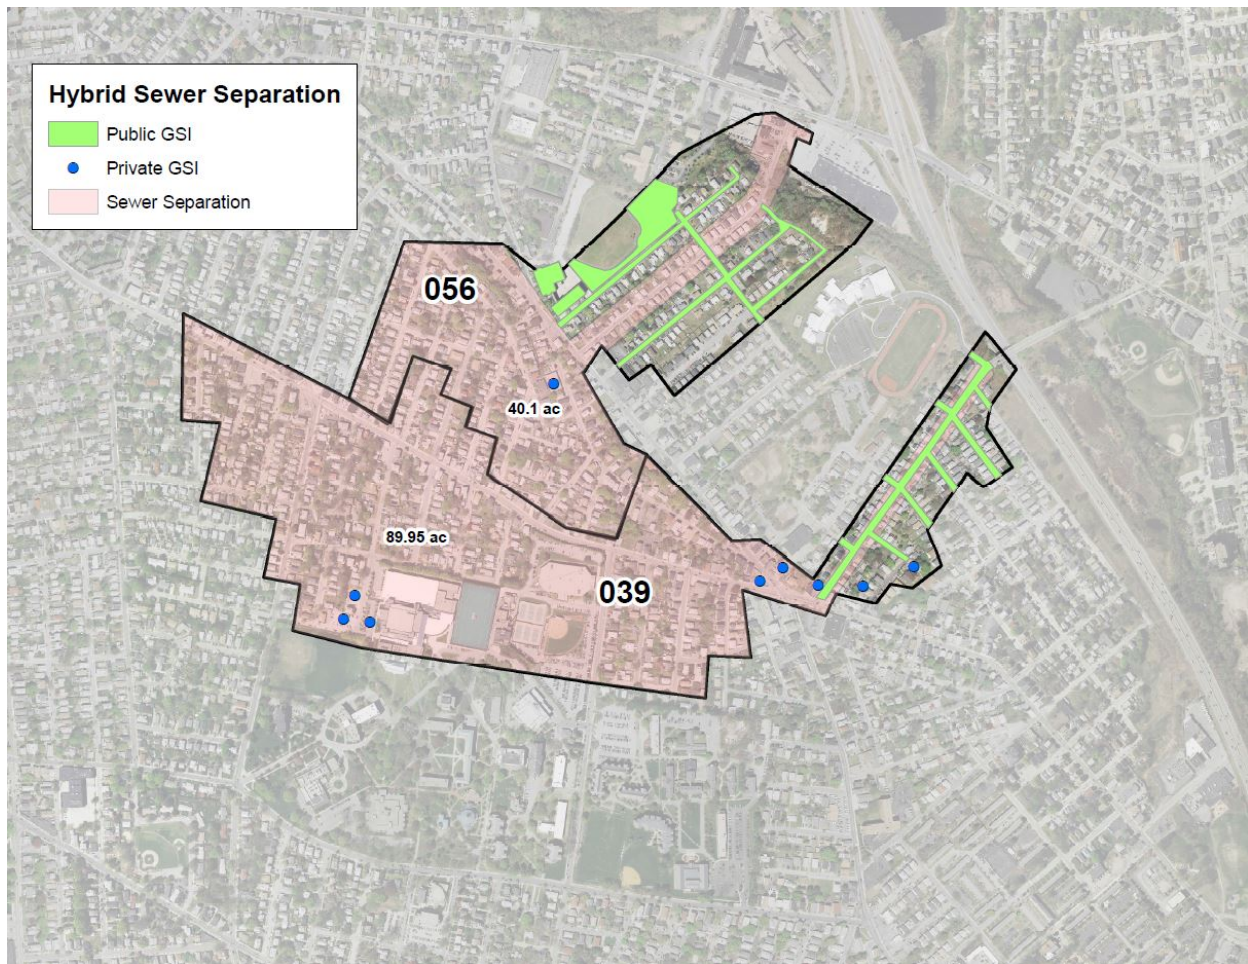 Hybrid Sewer Separation
Public GSI
Private GSI
Sewer Separation
056
40.1 ac
89.95 ac
039